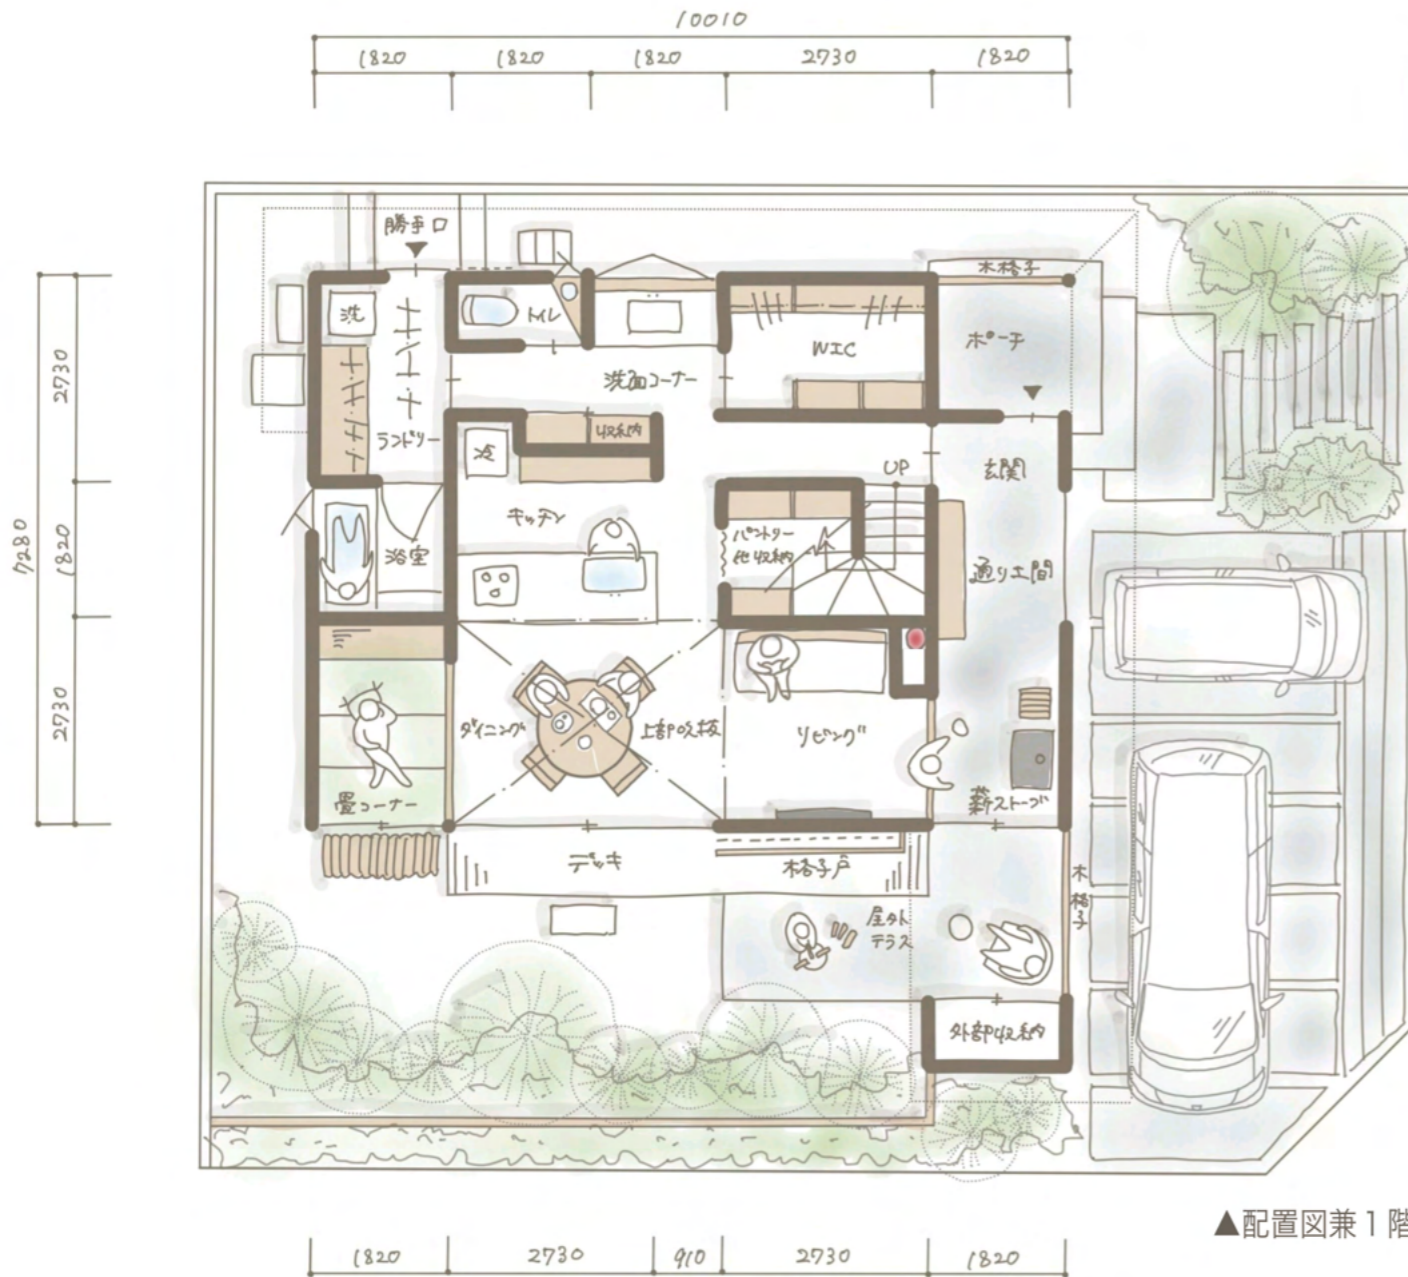 10010
1820 1820 1820 2730 1820
勝手口
木格子
洗
トイレ
WIC
ポーチ
洗面コーナー
2730
収納
ランドリー
冷
UP
玄関
キッチン
パントリー
他収納
浴室
通り土間
7280
1820
ダイニング
上部吹抜
リビング
2730
畳コーナー
薪ストーブ
デッキ
格子戸
木格子
屋外
テラス
外部収納
▲配置図兼1階
1820 2730 910 2730 1820